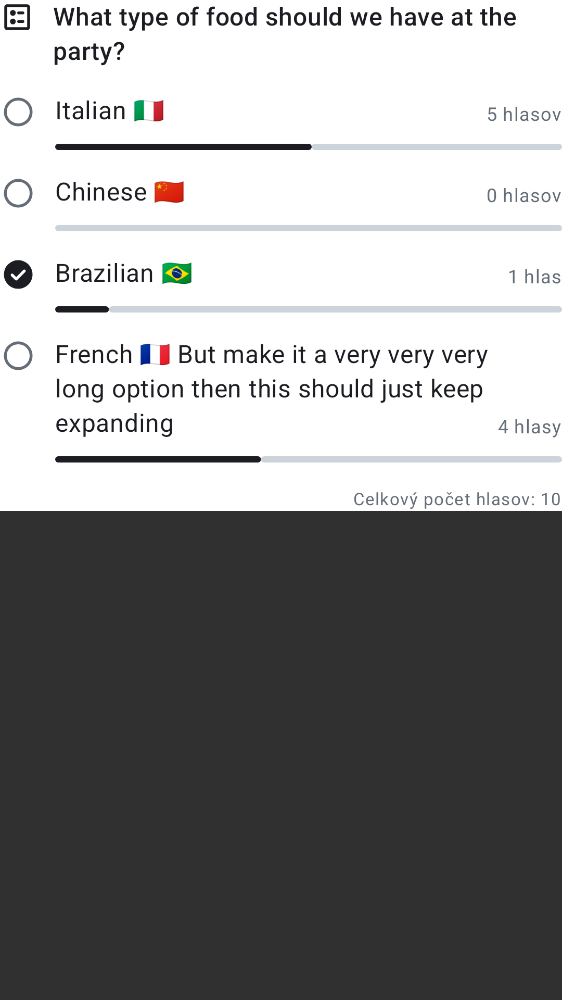 What type of food should we have at the
party?
Italian 🇮🇹
5 hlasov
Chinese 🇨🇳
0 hlasov
Brazilian 🇧🇷
1 hlas
French 🇫🇷 But make it a very very very
long option then this should just keep
expanding
4 hlasy
Celkový počet hlasov: 10